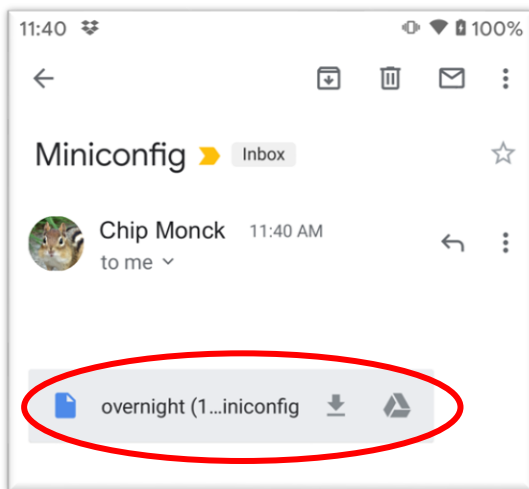 11:40 100%
Miniconfig Inbox
Chip Monck 11:40 AM
to me
overnight (1...iniconfig